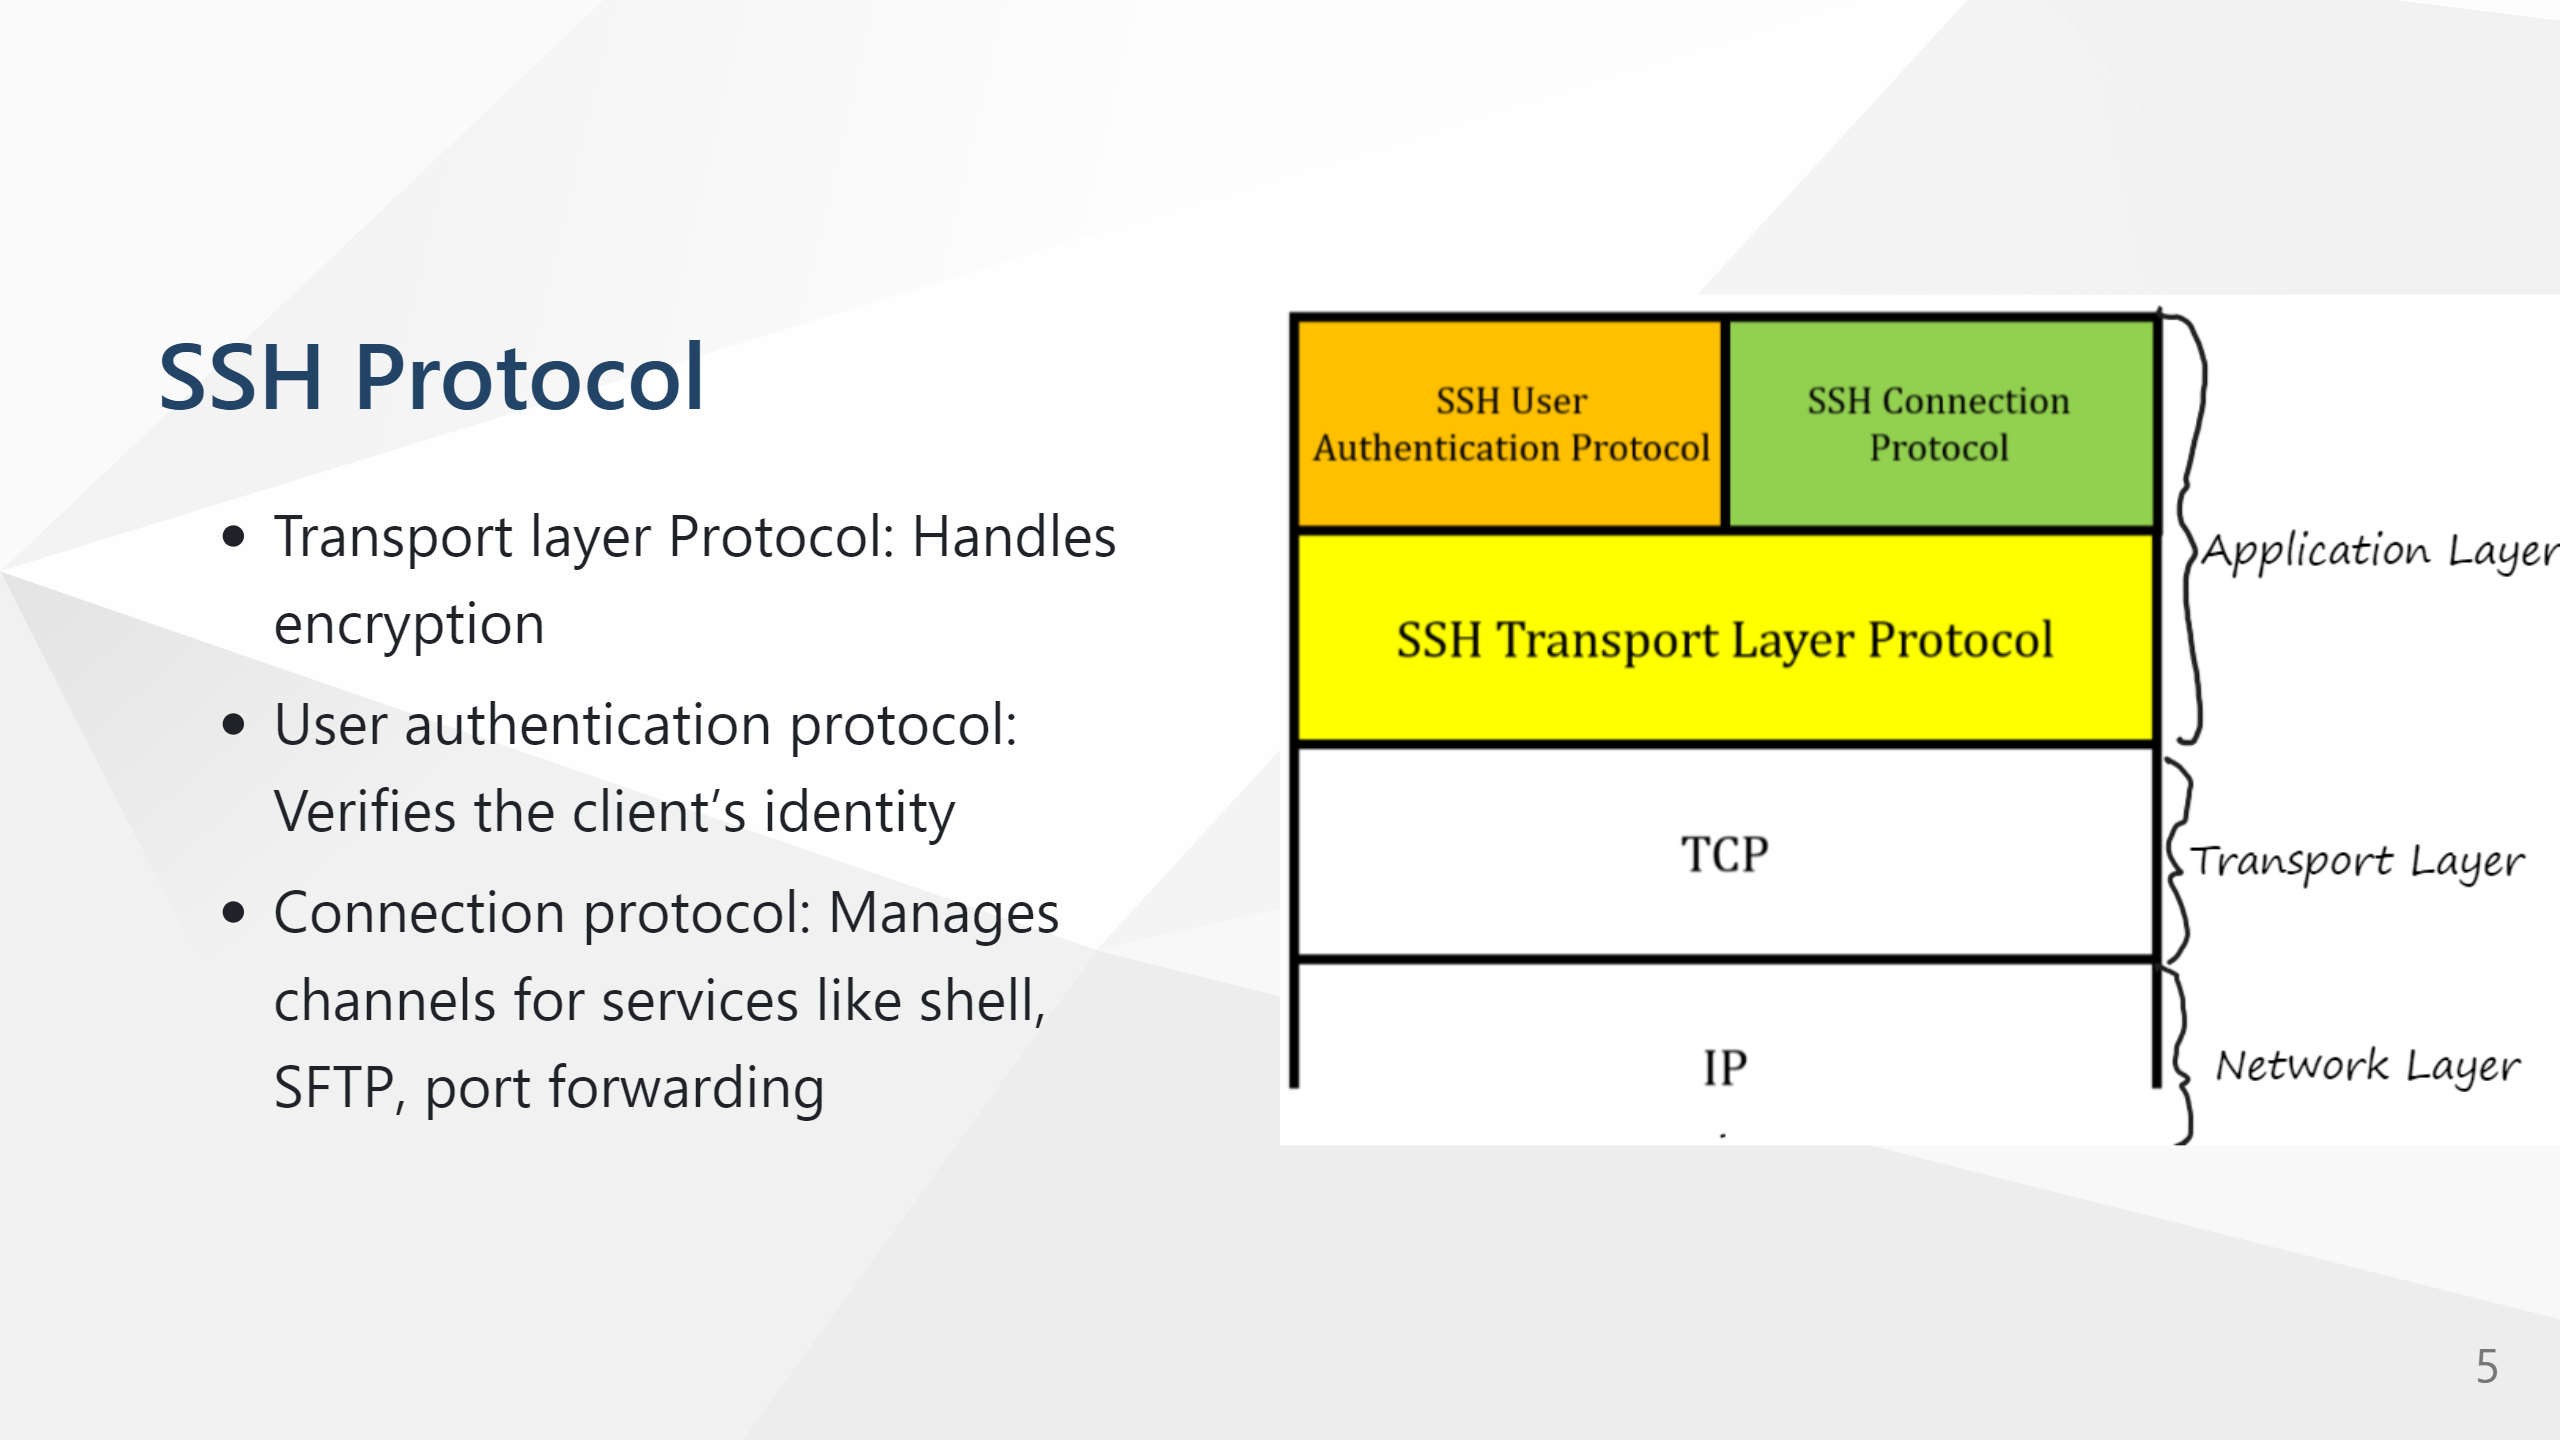 SSH Protocol
• Transport layer Protocol: Handles
encryption
• User authentication protocol:
Verifies the client’s identity
• Connection protocol: Manages
channels for services like shell,
SFTP, port forwarding
SSH User
Authentication Protocol
SSH Connection
Protocol
SSH Transport Layer Protocol
TCP
IP
Application Layer
Transport Layer
Network Layer
5